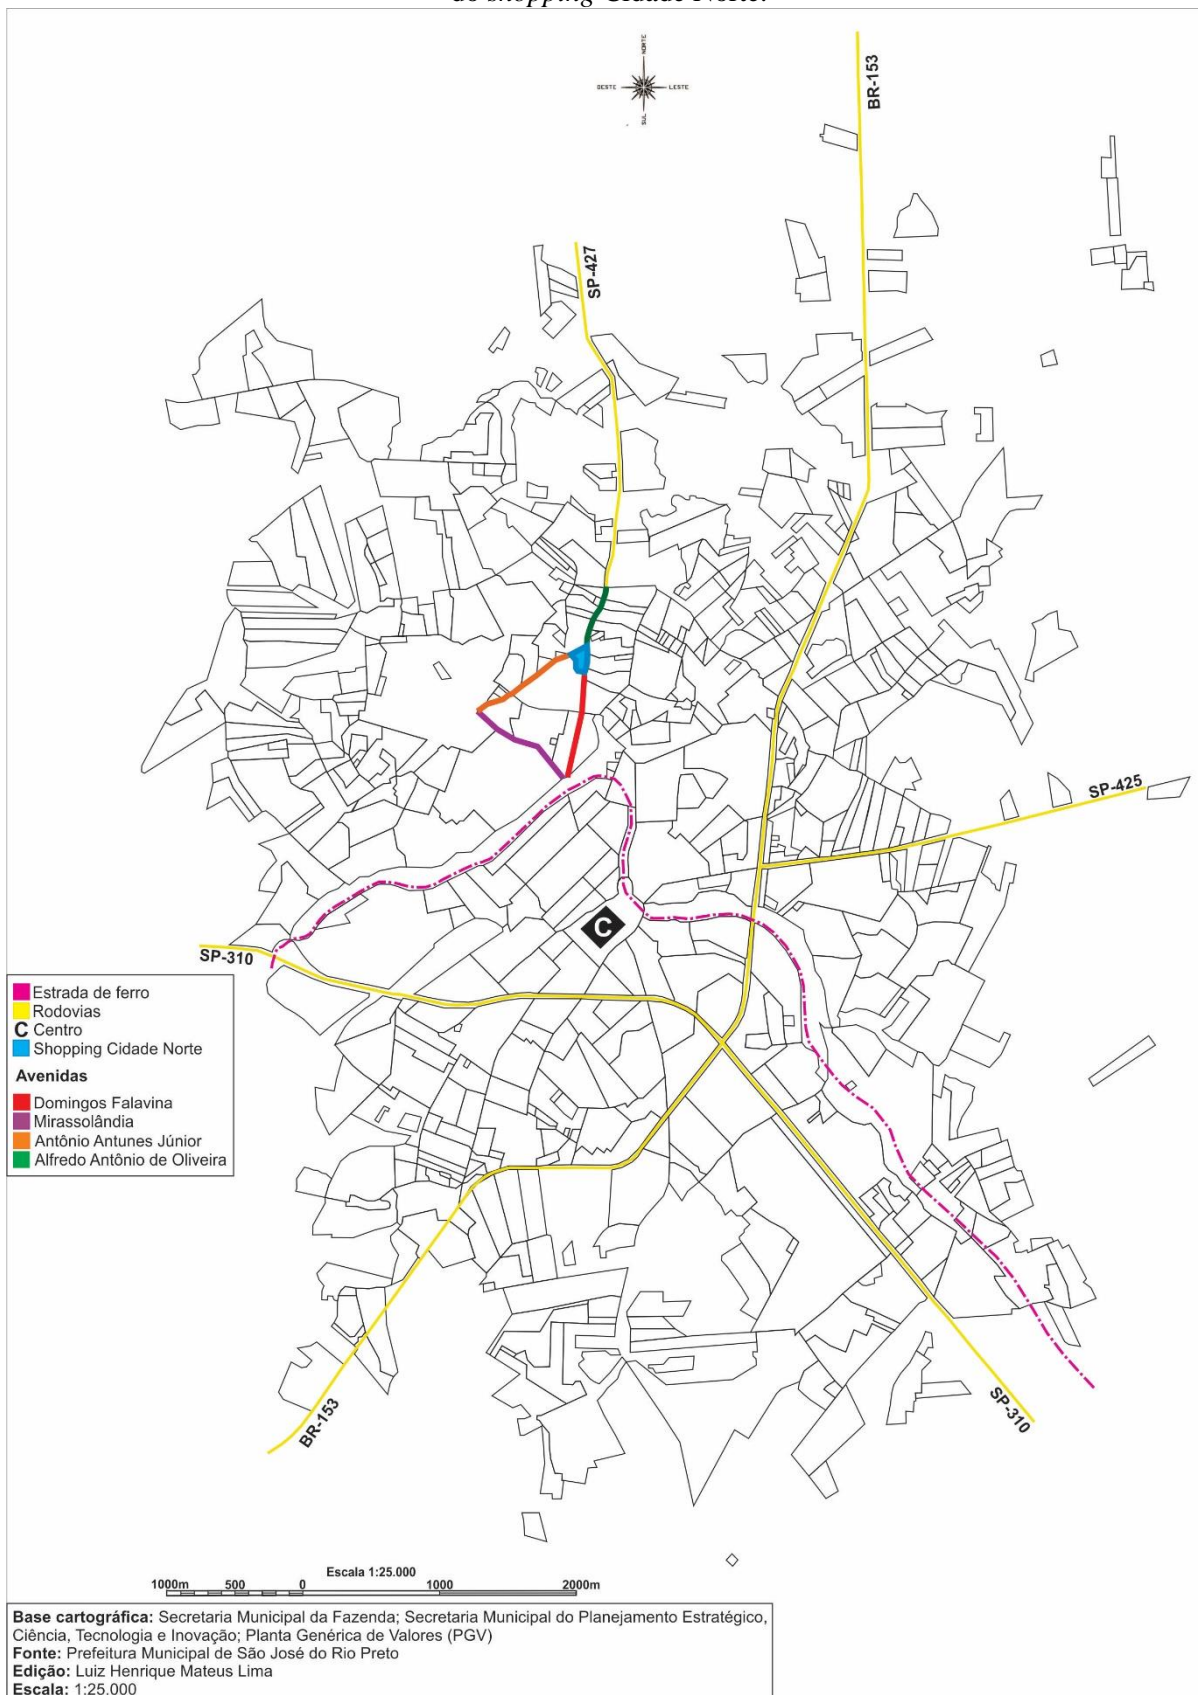 do shopping Cidade Norte.
NORTE
OESTE
LESTE
SUL
BR-153
SP-427
SP-425
SP-310
C
Estrada de ferro
Rodovias
C Centro
Shopping Cidade Norte
Avenidas
Domingos Falavina
Mirassolândia
Antônio Antunes Júnior
Alfredo Antônio de Oliveira
BR-153
SP-310
Escala 1:25.000
1000m 500 0 1000 2000m
Base cartográfica: Secretaria Municipal da Fazenda; Secretaria Municipal do Planejamento Estratégico,
Ciência, Tecnologia e Inovação; Planta Genérica de Valores (PGV)
Fonte: Prefeitura Municipal de São José do Rio Preto
Edição: Luiz Henrique Mateus Lima
Escala: 1:25.000